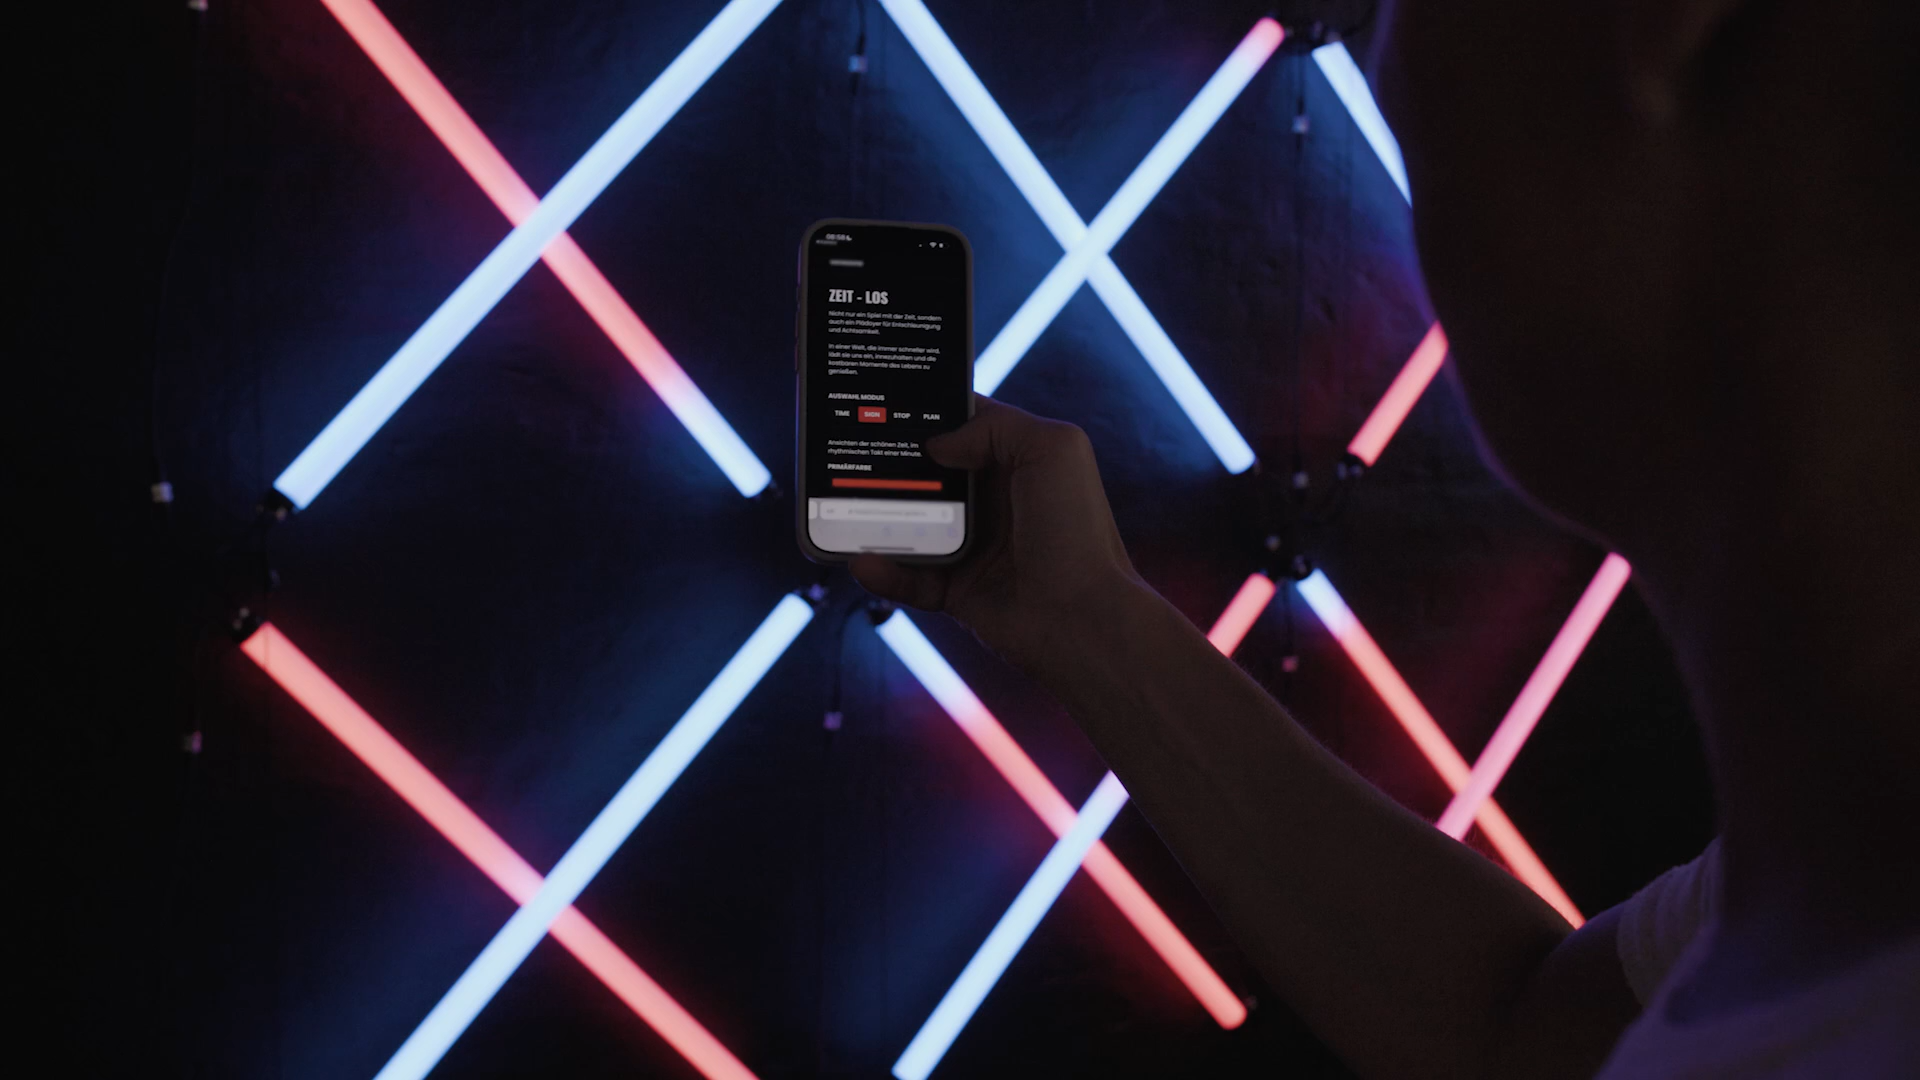 ZEIT - LOS
Nicht nur ein Spiel mit der Zeit, sondern
auch ein Plädoyer für Entschleunigung
und Achtsamkeit.
In einer Welt, die immer schneller wird,
lädt sie uns ein, innezuhalten und die
kostbaren Momente des Lebens zu
genießen.
AUSWAHL MODUS
TIME SIGN STOP PLAN
Ansichten der schönen Zeit, im
rhythmischen Takt einer Minute.
PRIMÄRFARBE